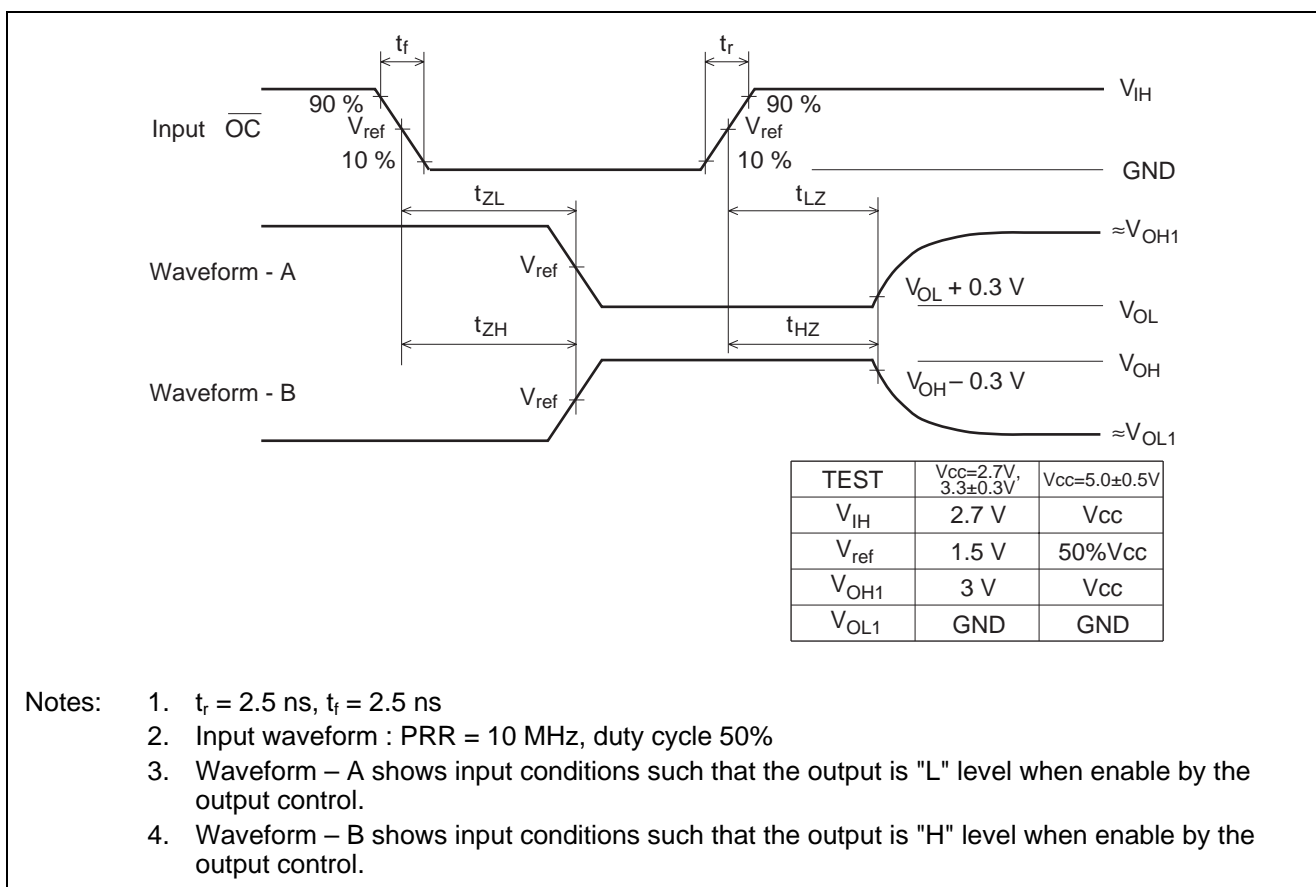 tf tr
90 % 90 % VIH
Input OC Vref Vref
10 % 10 % GND
tZL tLZ
≈VOH1
Waveform - A Vref VOL + 0.3 V
VOL
tZH tHZ
VOH
Waveform - B Vref VOH – 0.3 V
≈VOL1
TEST Vcc=2.7V, 3.3±0.3V Vcc=5.0±0.5V
VIH 2.7 V Vcc
Vref 1.5 V 50%Vcc
VOH1 3 V Vcc
VOL1 GND GND
Notes: 1. tr = 2.5 ns, tf = 2.5 ns
2. Input waveform : PRR = 10 MHz, duty cycle 50%
3. Waveform – A shows input conditions such that the output is "L" level when enable by the
output control.
4. Waveform – B shows input conditions such that the output is "H" level when enable by the
output control.